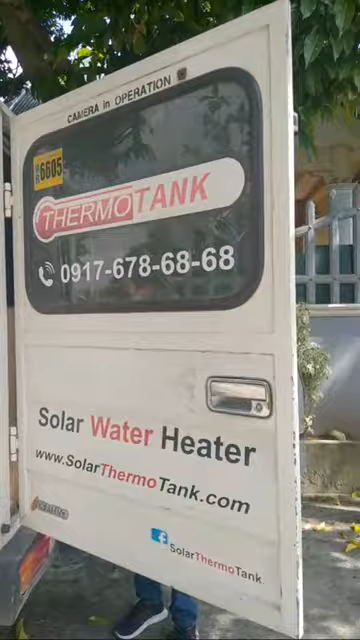 CAMERA in OPERATION
6605
THERMOTANK
0917-678-68-68
Solar Water Heater
www.SolarThermoTank.com
SolarThermoTank